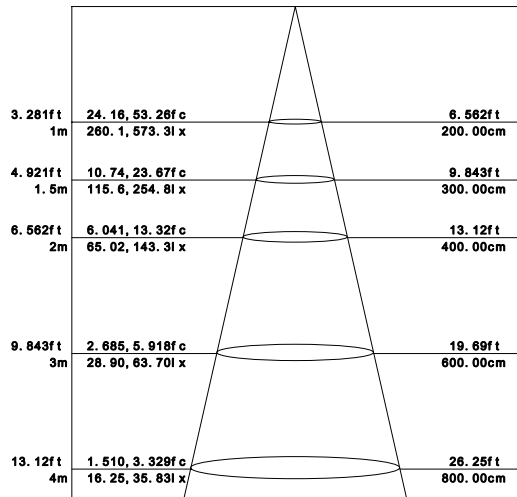 3.281ft 24.16, 53.26fc 6.562ft
1m 260.1, 573.3lx 200.00cm
4.921ft 10.74, 23.67fc 9.843ft
1.5m 115.6, 254.8lx 300.00cm
6.562ft 6.041, 13.32fc 13.12ft
2m 65.02, 143.3lx 400.00cm
9.843ft 2.685, 5.918fc 19.69ft
3m 28.90, 63.70lx 600.00cm
13.12ft 1.510, 3.329fc 26.25ft
4m 16.25, 35.83lx 800.00cm